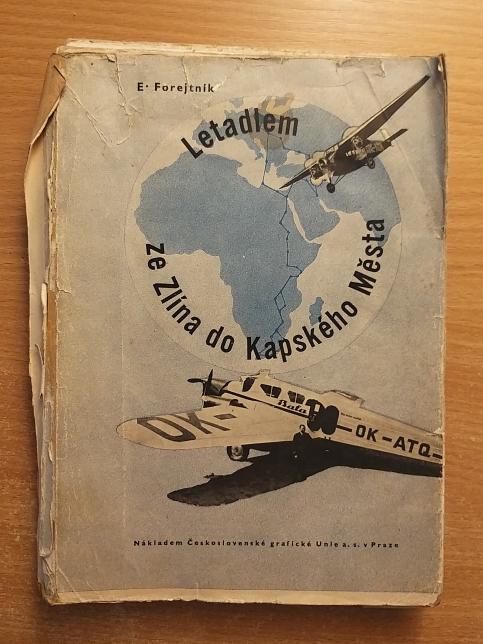 E. Forejtník
Letadlem
ze Zlína do Kapského Města
OK-
Baťa
OK-ATQ
Nákladem Československé grafické Unie a. s. v Praze